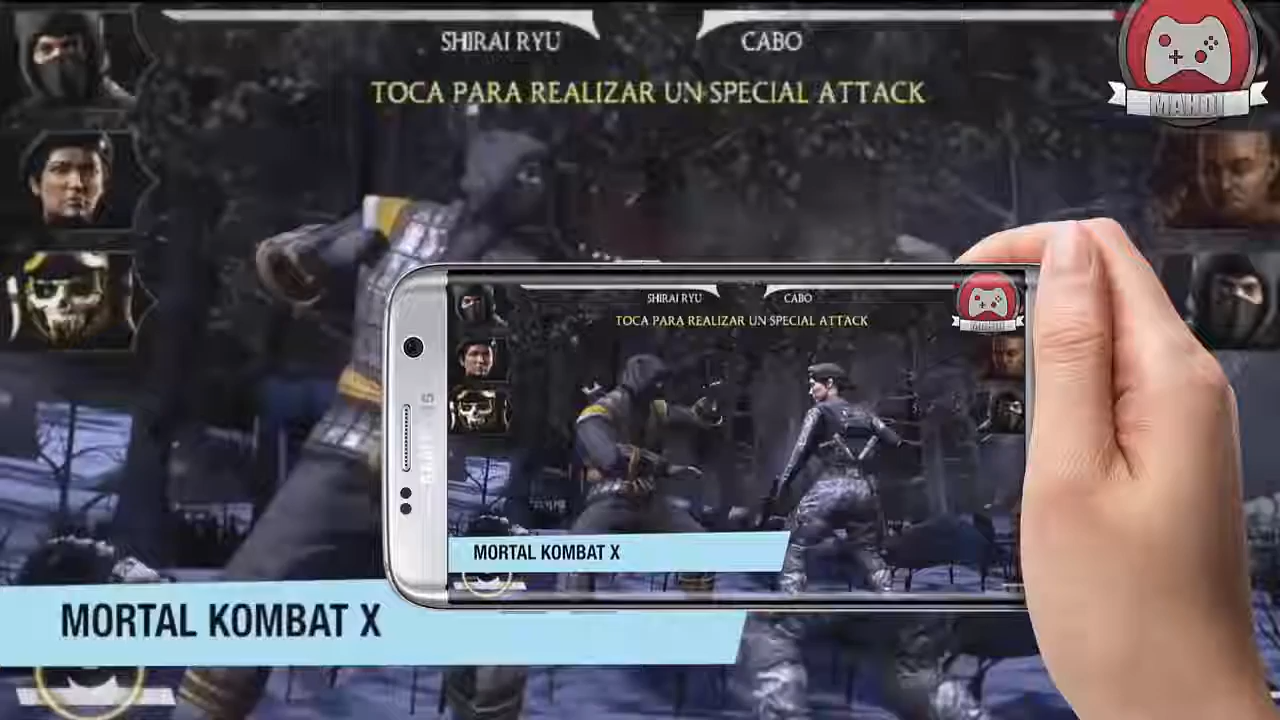 SHIRAI RYU
CABO
TOCA PARA REALIZAR UN SPECIAL ATTACK
MAHDI
SHIRAI RYU
CABO
TOCA PARA REALIZAR UN SPECIAL ATTACK
MAHDI
MORTAL KOMBAT X
MORTAL KOMBAT X